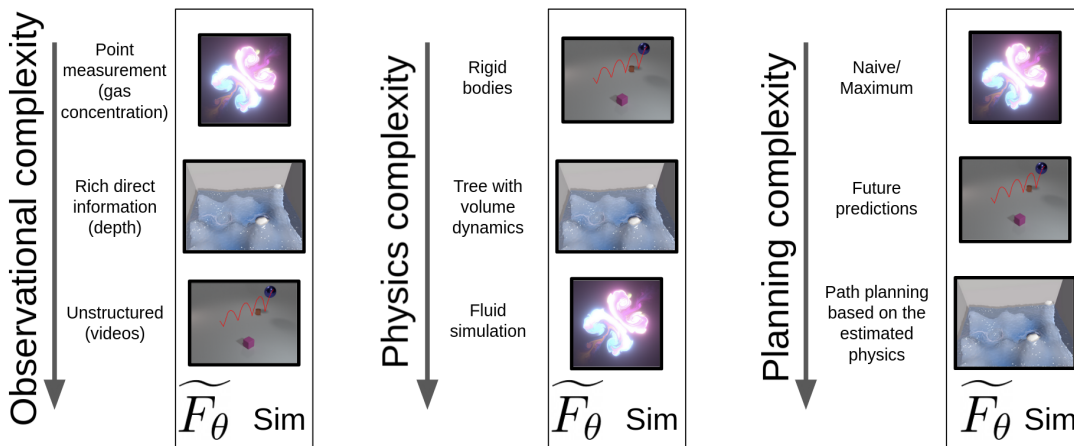 Observational complexity
Point
measurement
(gas
concentration)
Rich direct
information
(depth)
Unstructured
(videos)
F̃θ Sim
Physics complexity
Rigid
bodies
Tree with
volume
dynamics
Fluid
simulation
F̃θ Sim
Planning complexity
Naive/
Maximum
Future
predictions
Path planning
based on the
estimated
physics
F̃θ Sim